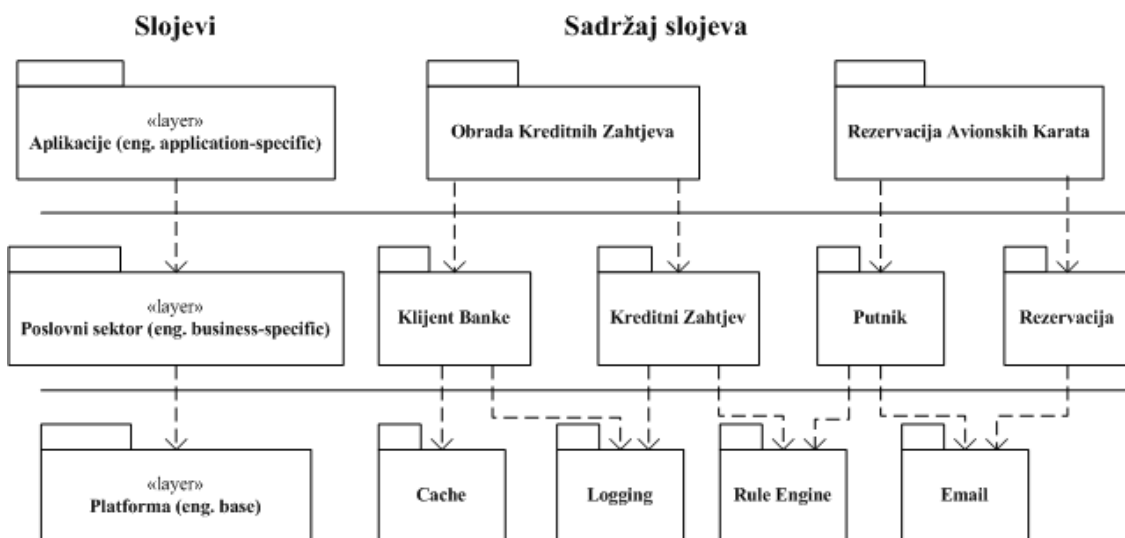 Slojevi
Sadržaj slojeva
«layer»
Aplikacije (eng. application-specific)
Obrada Kreditnih Zahtjeva
Rezervacija Avionskih Karata
«layer»
Poslovni sektor (eng. business-specific)
Klijent Banke
Kreditni Zahtjev
Putnik
Rezervacija
«layer»
Platforma (eng. base)
Cache
Logging
Rule Engine
Email